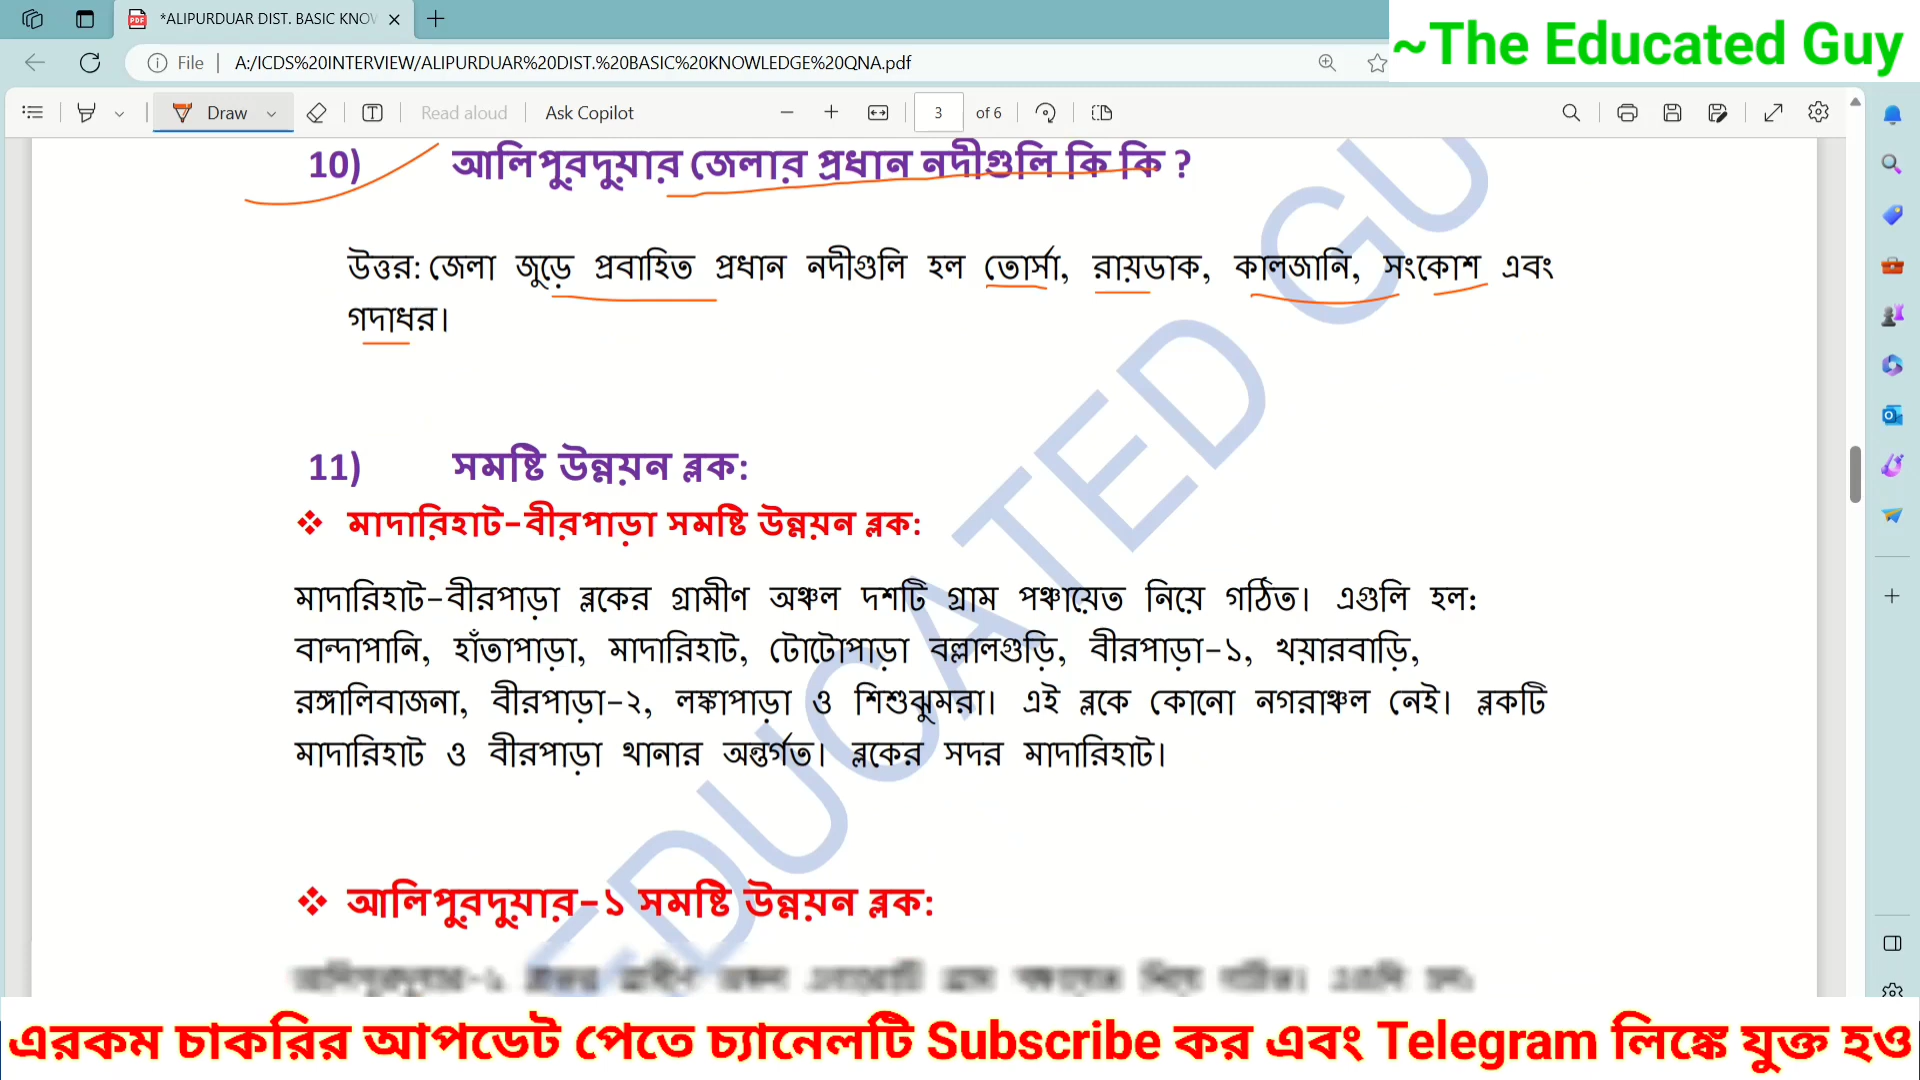 *ALIPURDUAR DIST. BASIC KNOW
~The Educated Guy
File A:/ICDS%20INTERVIEW/ALIPURDUAR%20DIST.%20BASIC%20KNOWLEDGE%20QNA.pdf
Draw Read aloud Ask Copilot 3 of 6
10) আলিপুরদুয়ার জেলার প্রধান নদীগুলি কি কি ?
উত্তর: জেলা জুড়ে প্রবাহিত প্রধান নদীগুলি হল তোর্সা, রায়ডাক, কালজানি, সংকোশ এবং
গদাধর।
11) সমষ্টি উন্নয়ন ব্লক:
❖ মাদারিহাট-বীরপাড়া সমষ্টি উন্নয়ন ব্লক:
মাদারিহাট-বীরপাড়া ব্লকের গ্রামীণ অঞ্চল দশটি গ্রাম পঞ্চায়েত নিয়ে গঠিত। এগুলি হল:
বান্দাপানি, হাঁতাপাড়া, মাদারিহাট, টোটোপাড়া বল্লালগুড়ি, বীরপাড়া-১, খয়ারবাড়ি,
রঙ্গালিবাজনা, বীরপাড়া-২, লঙ্কাপাড়া ও শিশুঝুমরা। এই ব্লকে কোনো নগরাঞ্চল নেই। ব্লকটি
মাদারিহাট ও বীরপাড়া থানার অন্তর্গত। ব্লকের সদর মাদারিহাট।
❖ আলিপুরদুয়ার-১ সমষ্টি উন্নয়ন ব্লক:
EDUCATED GU
এরকম চাকরির আপডেট পেতে চ্যানেলটি Subscribe কর এবং Telegram লিঙ্কে যুক্ত হও